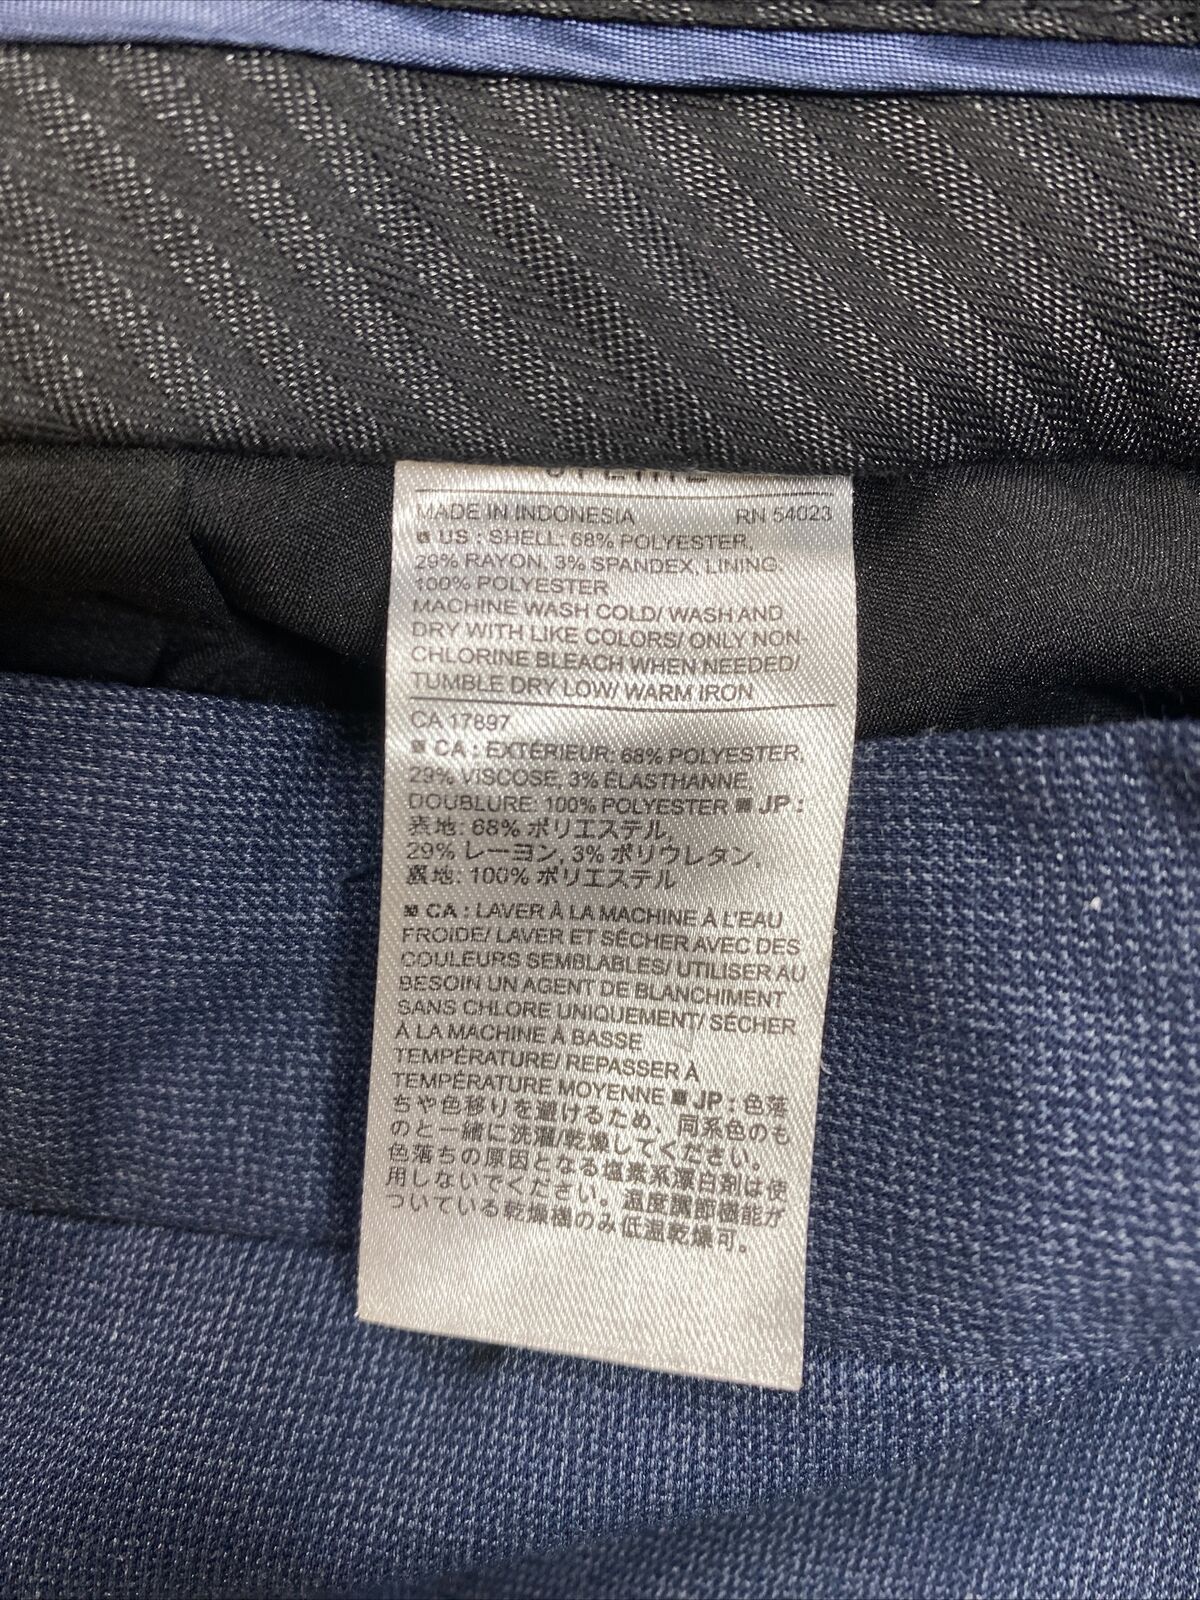 MADE IN INDONESIA RN 54023
US : SHELL: 68% POLYESTER,
29% RAYON, 3% SPANDEX, LINING:
100% POLYESTER
MACHINE WASH COLD/ WASH AND
DRY WITH LIKE COLORS/ ONLY NON-
CHLORINE BLEACH WHEN NEEDED/
TUMBLE DRY LOW/ WARM IRON
CA 17897
CA : EXTÉRIEUR: 68% POLYESTER,
29% VISCOSE, 3% ÉLASTHANNE,
DOUBLURE: 100% POLYESTER ■ JP :
表地: 68% ポリエステル,
29% レーヨン, 3% ポリウレタン,
裏地: 100% ポリエステル
CA : LAVER À LA MACHINE À L'EAU
FROIDE/ LAVER ET SÉCHER AVEC DES
COULEURS SEMBLABLES/ UTILISER AU
BESOIN UN AGENT DE BLANCHIMENT
SANS CHLORE UNIQUEMENT/ SÉCHER
À LA MACHINE À BASSE
TEMPÉRATURE/ REPASSER À
TEMPÉRATURE MOYENNE ■ JP : 色落
ちや色移りを避けるため、同系色のも
のと一緒に洗濯/乾燥してください。
色落ちの原因となる塩素系漂白剤は使
用しないでください。温度調節機能が
ついている乾燥機のみ低温乾燥可。